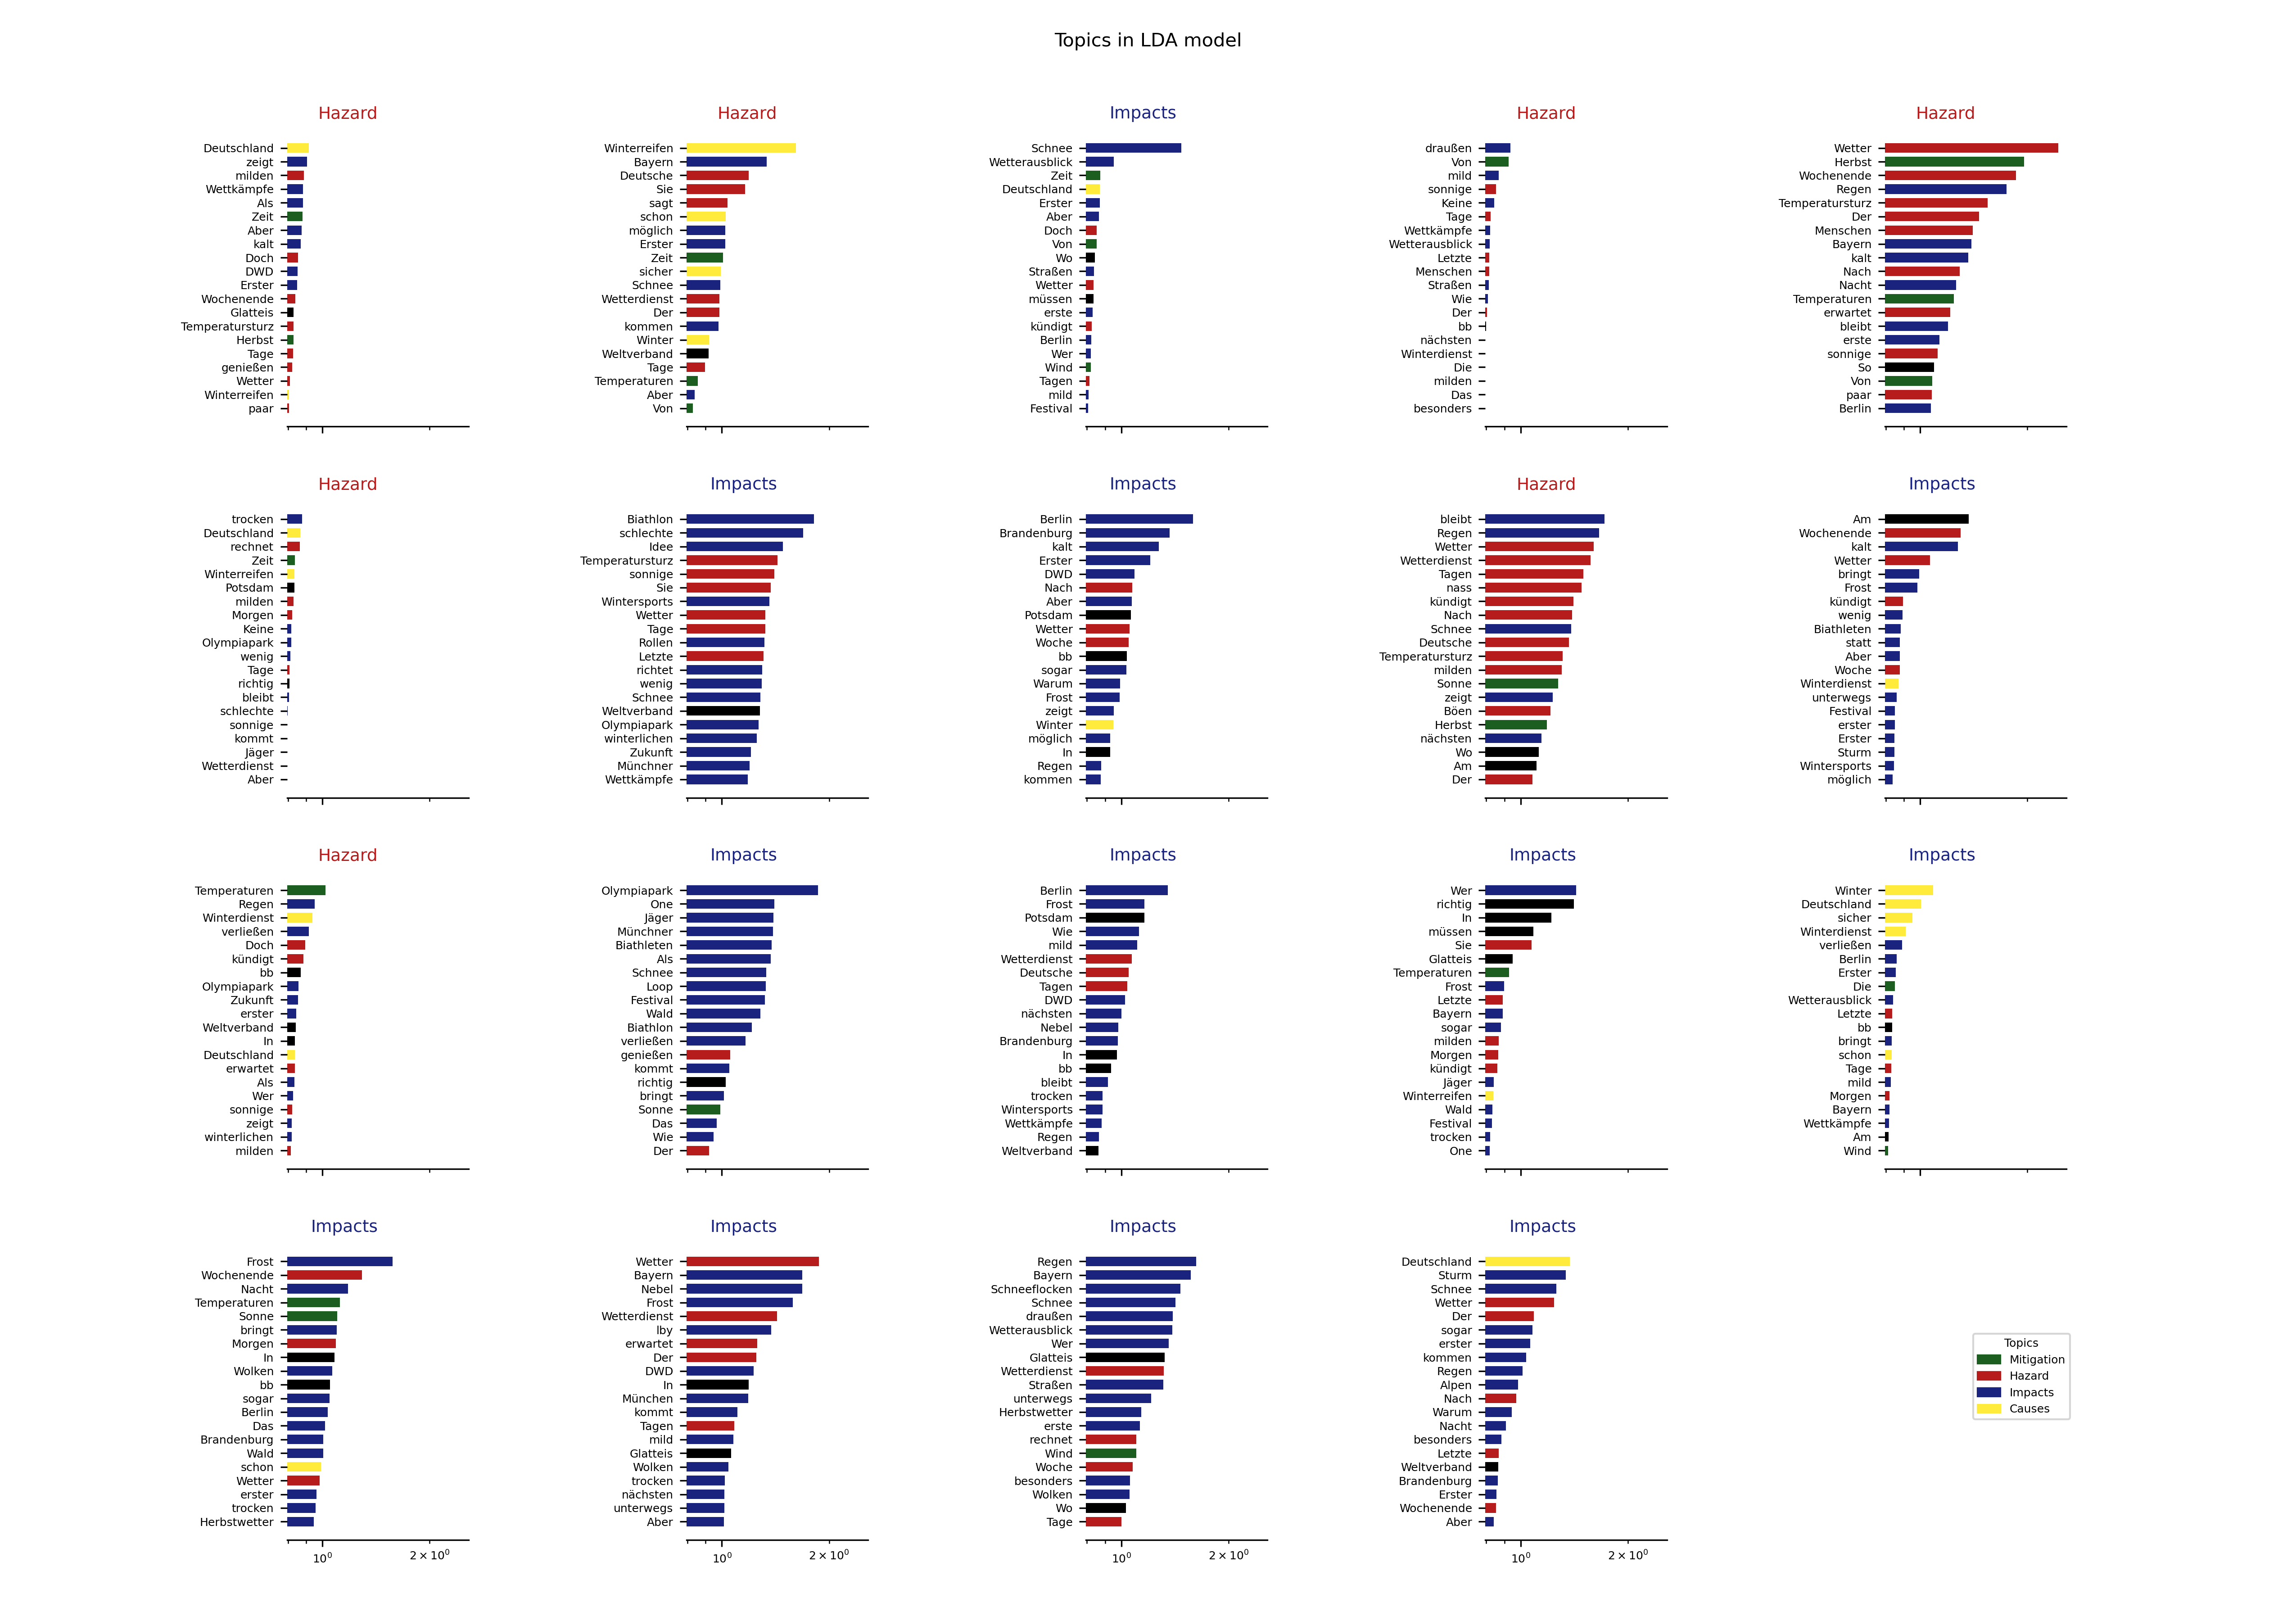 Topics in LDA model
Hazard
Deutschland
zeigt
milden
Wettkämpfe
Als
Zeit
Aber
kalt
Doch
DWD
Erster
Wochenende
Glatteis
Temperatursturz
Herbst
Tage
genießen
Wetter
Winterreifen
paar
Hazard
Winterreifen
Bayern
Deutsche
Sie
sagt
schon
möglich
Erster
Zeit
sicher
Schnee
Wetterdienst
Der
kommen
Winter
Weltverband
Tage
Temperaturen
Aber
Von
Impacts
Schnee
Wetterausblick
Zeit
Deutschland
Erster
Aber
Doch
Von
Wo
Straßen
Wetter
müssen
erste
kündigt
Berlin
Wer
Wind
Tagen
mild
Festival
Hazard
draußen
Von
mild
sonnige
Keine
Tage
Wettkämpfe
Wetterausblick
Letzte
Menschen
Straßen
Wie
Der
bb
nächsten
Winterdienst
Die
milden
Das
besonders
Hazard
Wetter
Herbst
Wochenende
Regen
Temperatursturz
Der
Menschen
Bayern
kalt
Nach
Nacht
Temperaturen
erwartet
bleibt
erste
sonnige
So
Von
paar
Berlin
Hazard
trocken
Deutschland
rechnet
Zeit
Winterreifen
Potsdam
milden
Morgen
Keine
Olympiapark
wenig
Tage
richtig
bleibt
schlechte
sonnige
kommt
Jäger
Wetterdienst
Aber
Impacts
Biathlon
schlechte
Idee
Temperatursturz
sonnige
Sie
Wintersports
Wetter
Tage
Rollen
Letzte
richtet
wenig
Schnee
Weltverband
Olympiapark
winterlichen
Zukunft
Münchner
Wettkämpfe
Impacts
Berlin
Brandenburg
kalt
Erster
DWD
Nach
Aber
Potsdam
Wetter
Woche
bb
sogar
Warum
Frost
zeigt
Winter
möglich
In
Regen
kommen
Hazard
bleibt
Regen
Wetter
Wetterdienst
Tagen
nass
kündigt
Nach
Schnee
Deutsche
Temperatursturz
milden
Sonne
zeigt
Böen
Herbst
nächsten
Wo
Am
Der
Impacts
Am
Wochenende
kalt
Wetter
bringt
Frost
kündigt
wenig
Biathleten
statt
Aber
Woche
Winterdienst
unterwegs
Festival
erster
Erster
Sturm
Wintersports
möglich
Hazard
Temperaturen
Regen
Winterdienst
verließen
Doch
kündigt
bb
Olympiapark
Zukunft
erster
Weltverband
In
Deutschland
erwartet
Als
Wer
sonnige
zeigt
winterlichen
milden
Impacts
Olympiapark
One
Jäger
Münchner
Biathleten
Als
Schnee
Loop
Festival
Wald
Biathlon
verließen
genießen
kommt
richtig
bringt
Sonne
Das
Wie
Der
Impacts
Berlin
Frost
Potsdam
Wie
mild
Wetterdienst
Deutsche
Tagen
DWD
nächsten
Nebel
Brandenburg
In
bb
bleibt
trocken
Wintersports
Wettkämpfe
Regen
Weltverband
Impacts
Wer
richtig
In
müssen
Sie
Glatteis
Temperaturen
Frost
Letzte
Bayern
sogar
milden
Morgen
kündigt
Jäger
Winterreifen
Wald
Festival
trocken
One
Impacts
Winter
Deutschland
sicher
Winterdienst
verließen
Berlin
Erster
Die
Wetterausblick
Letzte
bb
bringt
schon
Tage
mild
Morgen
Bayern
Wettkämpfe
Am
Wind
Impacts
Frost
Wochenende
Nacht
Temperaturen
Sonne
bringt
Morgen
In
Wolken
bb
sogar
Berlin
Das
Brandenburg
Wald
schon
Wetter
erster
trocken
Herbstwetter
10⁰ 2 × 10⁰
Impacts
Wetter
Bayern
Nebel
Frost
Wetterdienst
lby
erwartet
Der
DWD
In
München
kommt
Tagen
mild
Glatteis
Wolken
trocken
nächsten
unterwegs
Aber
10⁰ 2 × 10⁰
Impacts
Regen
Bayern
Schneeflocken
Schnee
draußen
Wetterausblick
Wer
Glatteis
Wetterdienst
Straßen
unterwegs
Herbstwetter
erste
rechnet
Wind
Woche
besonders
Wolken
Wo
Tage
10⁰ 2 × 10⁰
Impacts
Deutschland
Sturm
Schnee
Wetter
Der
sogar
erster
kommen
Regen
Alpen
Nach
Warum
Nacht
besonders
Letzte
Weltverband
Brandenburg
Erster
Wochenende
Aber
10⁰ 2 × 10⁰
Topics
Mitigation
Hazard
Impacts
Causes